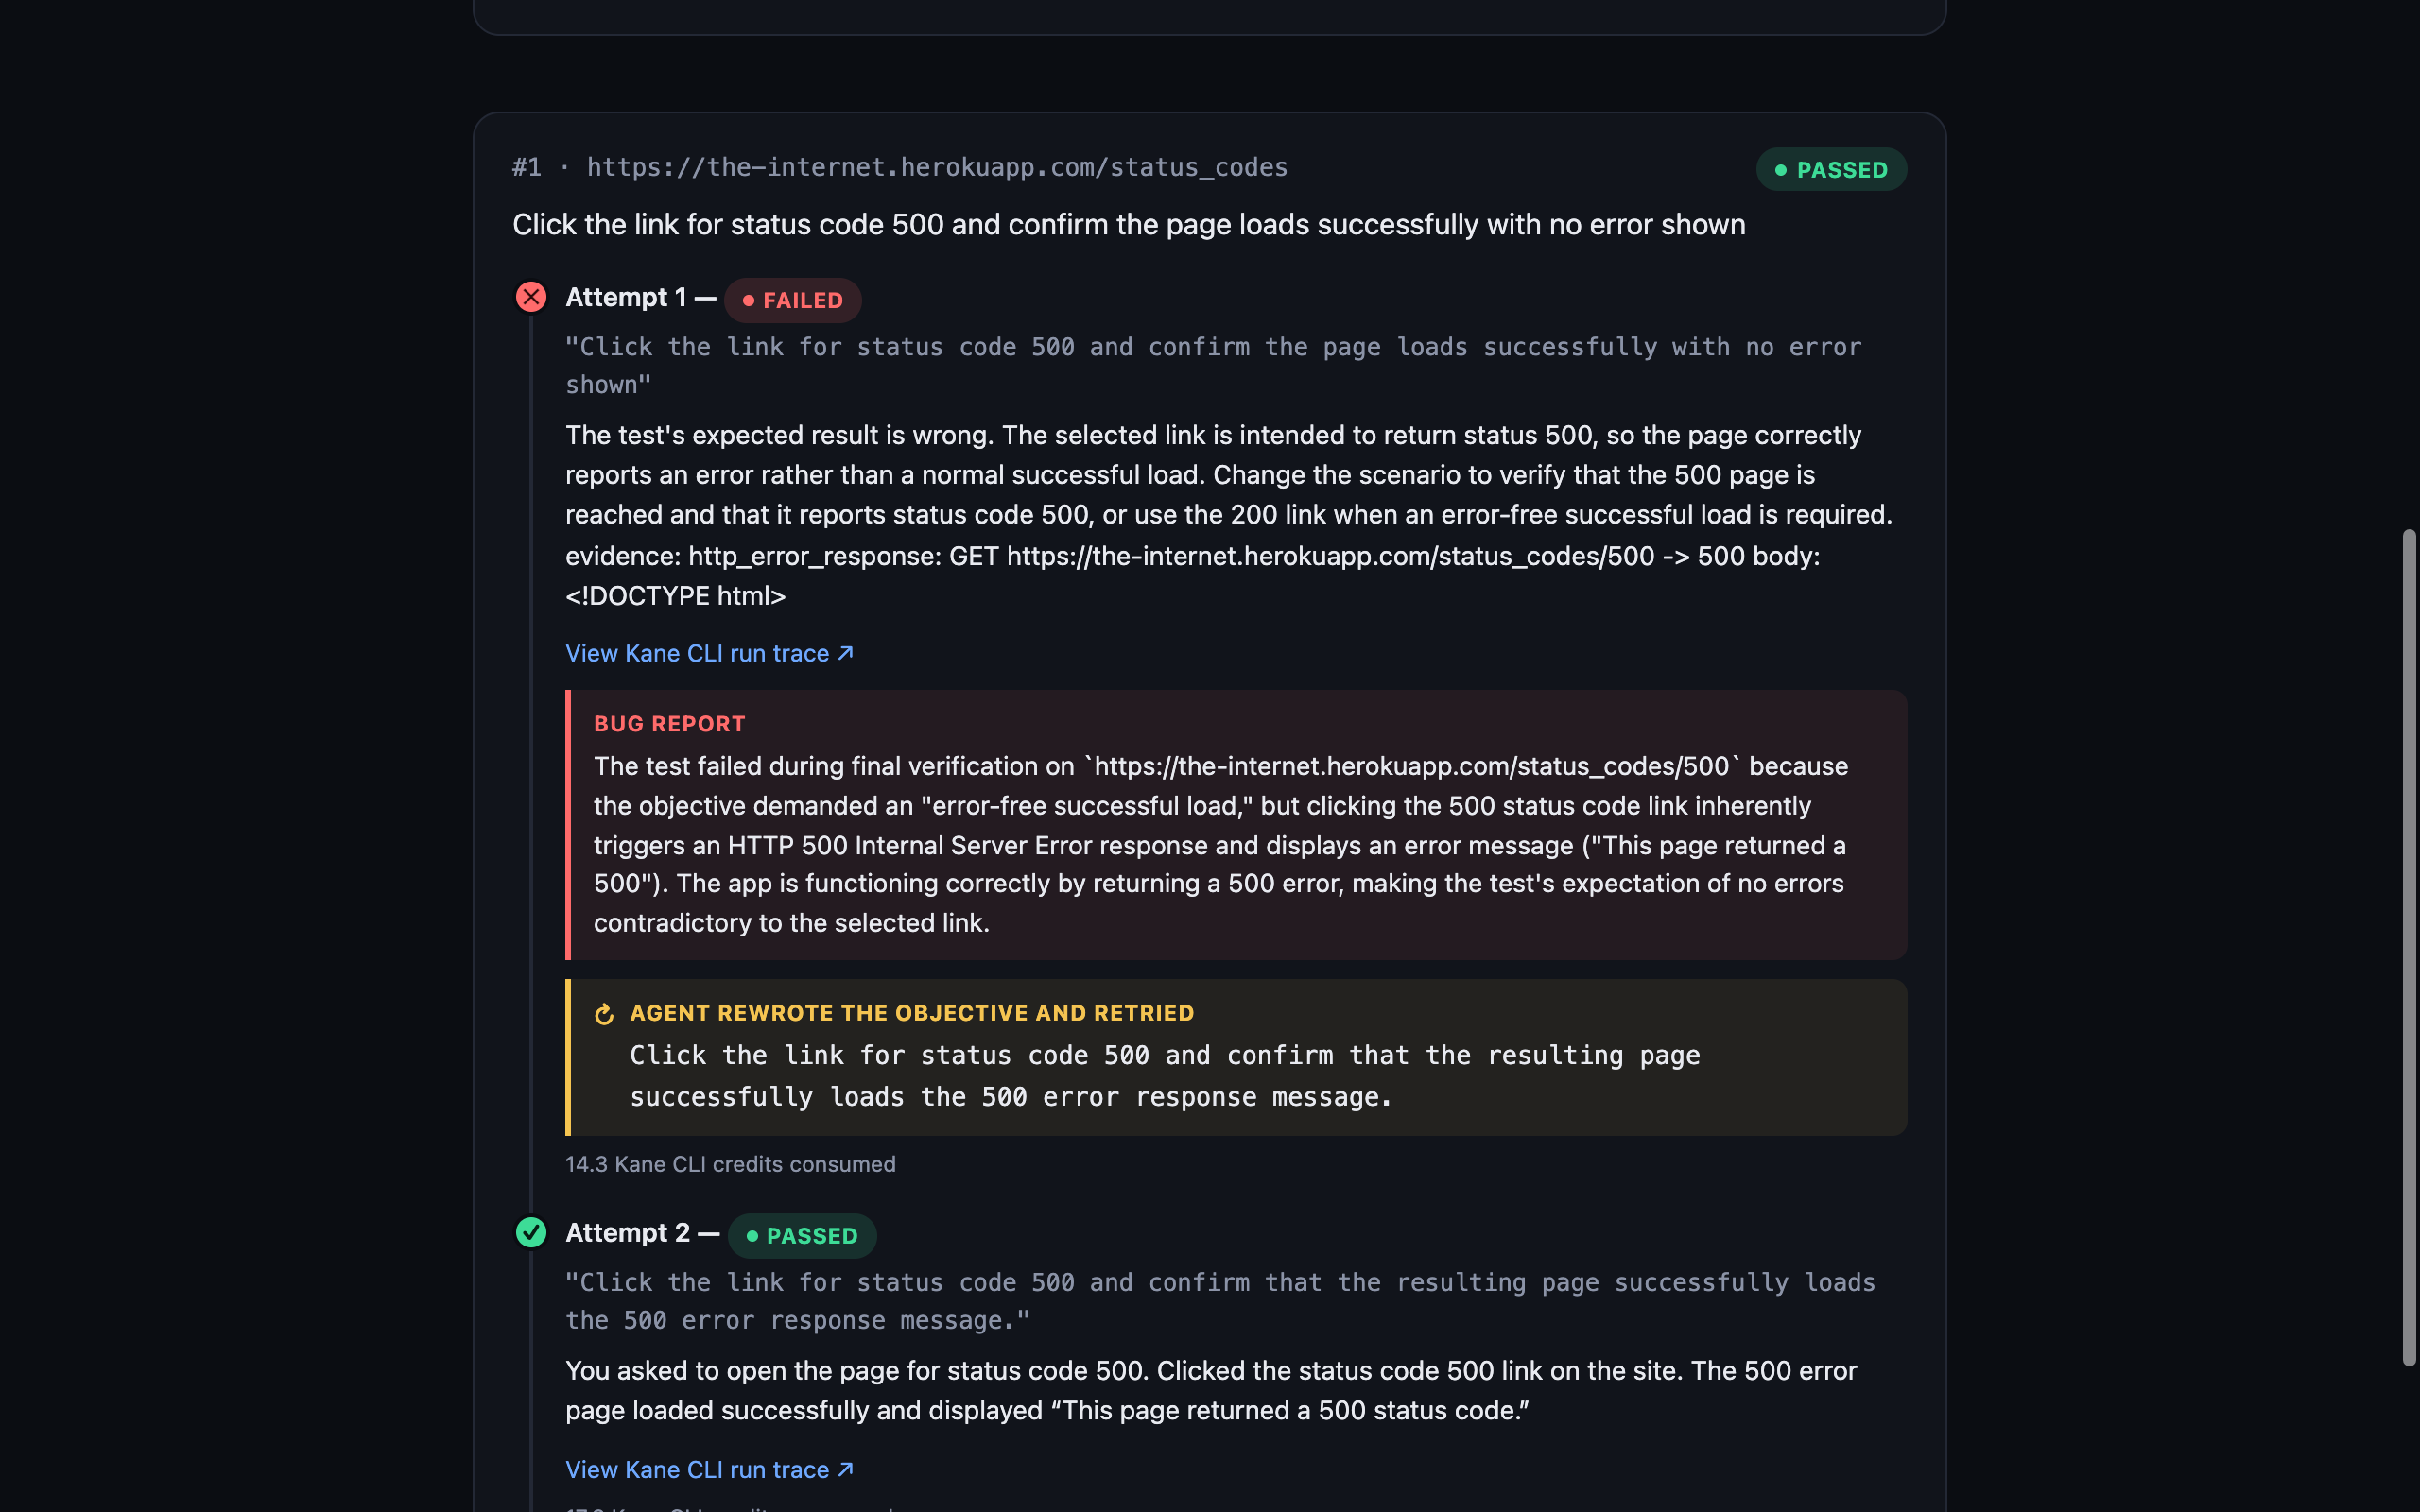 #1 · https://the-internet.herokuapp.com/status_codes
PASSED
Click the link for status code 500 and confirm the page loads successfully with no error shown
Attempt 1 —
FAILED
"Click the link for status code 500 and confirm the page loads successfully with no error
shown"
The test's expected result is wrong. The selected link is intended to return status 500, so the page correctly
reports an error rather than a normal successful load. Change the scenario to verify that the 500 page is
reached and that it reports status code 500, or use the 200 link when an error-free successful load is required.
evidence: http_error_response: GET https://the-internet.herokuapp.com/status_codes/500 -> 500 body:
<!DOCTYPE html>
View Kane CLI run trace ↗
BUG REPORT
The test failed during final verification on `https://the-internet.herokuapp.com/status_codes/500` because
the objective demanded an "error-free successful load," but clicking the 500 status code link inherently
triggers an HTTP 500 Internal Server Error response and displays an error message ("This page returned a
500"). The app is functioning correctly by returning a 500 error, making the test's expectation of no errors
contradictory to the selected link.
AGENT REWROTE THE OBJECTIVE AND RETRIED
Click the link for status code 500 and confirm that the resulting page
successfully loads the 500 error response message.
14.3 Kane CLI credits consumed
Attempt 2 —
PASSED
"Click the link for status code 500 and confirm that the resulting page successfully loads
the 500 error response message."
You asked to open the page for status code 500. Clicked the status code 500 link on the site. The 500 error
page loaded successfully and displayed “This page returned a 500 status code.”
View Kane CLI run trace ↗